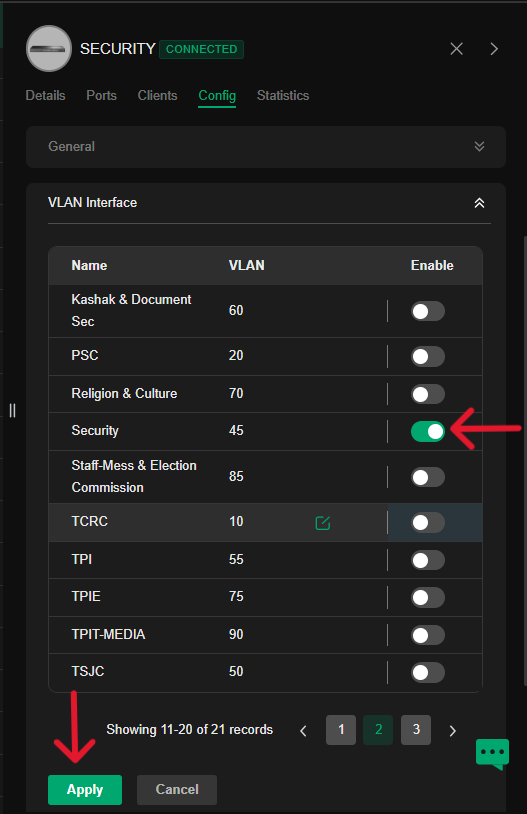 SECURITY CONNECTED
Details Ports Clients Config Statistics
General
VLAN Interface
Name VLAN Enable
Kashak & Document
Sec
60
PSC 20
Religion & Culture 70
Security 45
Staff-Mess & Election
Commission
85
TCRC 10
TPI 55
TPIE 75
TPIT-MEDIA 90
TSJC 50
Showing 11-20 of 21 records 1 2 3
Apply Cancel